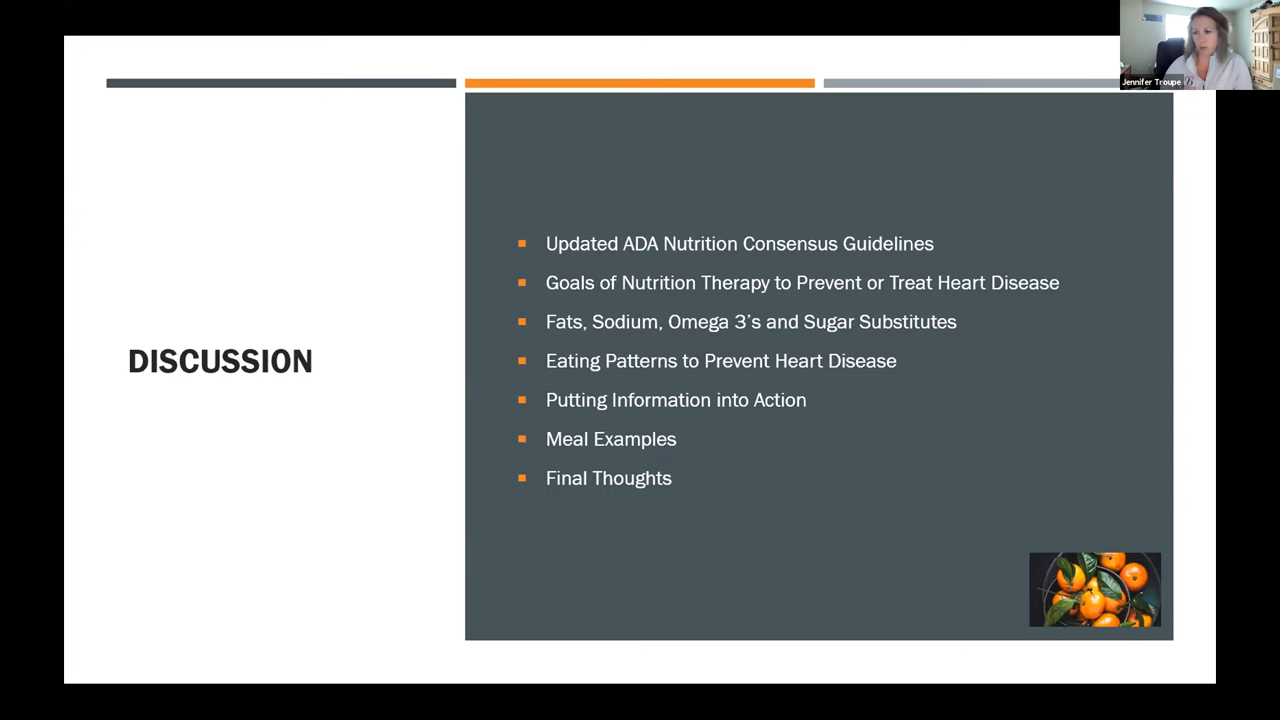 Jennifer Troupe
DISCUSSION
Updated ADA Nutrition Consensus Guidelines
Goals of Nutrition Therapy to Prevent or Treat Heart Disease
Fats, Sodium, Omega 3’s and Sugar Substitutes
Eating Patterns to Prevent Heart Disease
Putting Information into Action
Meal Examples
Final Thoughts